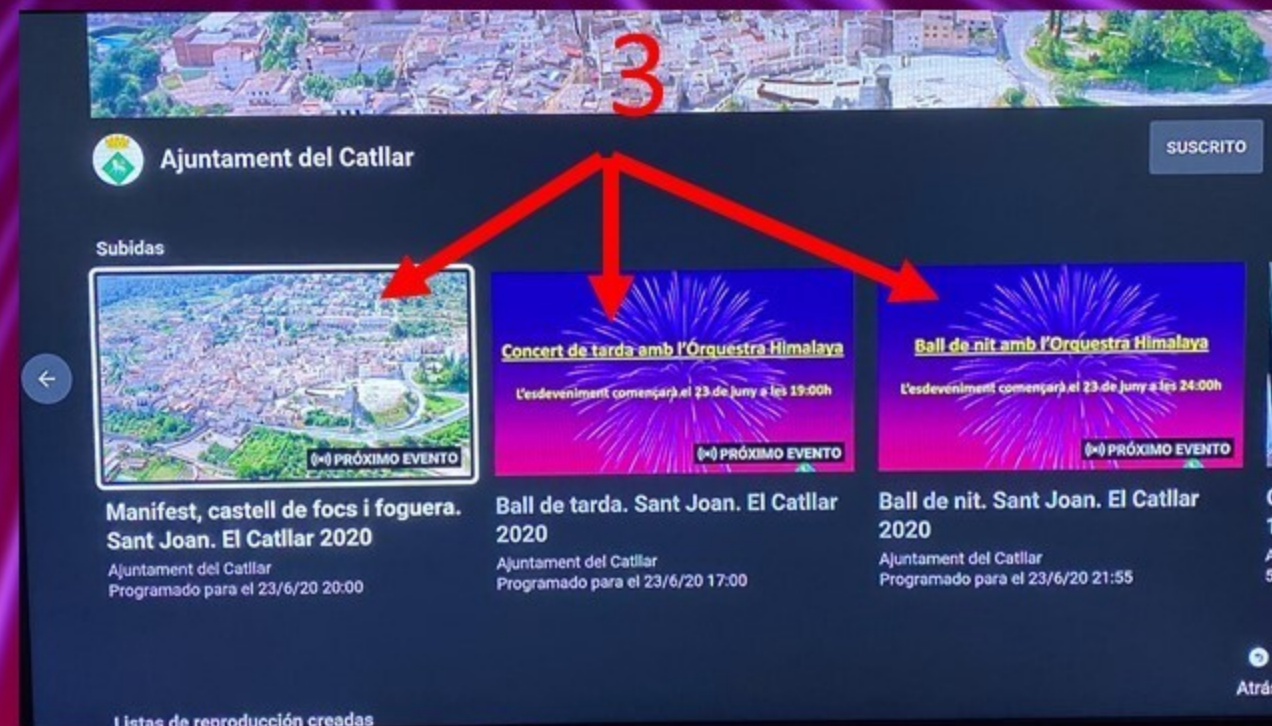 3
Ajuntament del Catllar
SUSCRITO
Subidas
Concert de tarda amb l'Orquestra Himalaya
L'esdeveniment començarà el 23 de juny a les 19:00h
Ball de nit amb l'Orquestra Himalaya
L'esdeveniment començarà el 23 de juny a les 24:00h
PRÓXIMO EVENTO
PRÓXIMO EVENTO
PRÓXIMO EVENTO
Manifest, castell de focs i foguera.
Sant Joan. El Catllar 2020
Ajuntament del Catllar
Programado para el 23/6/20 20:00
Ball de tarda. Sant Joan. El Catllar
2020
Ajuntament del Catllar
Programado para el 23/6/20 17:00
Ball de nit. Sant Joan. El Catllar
2020
Ajuntament del Catllar
Programado para el 23/6/20 21:55
Atrás
Listas de reproducción creadas